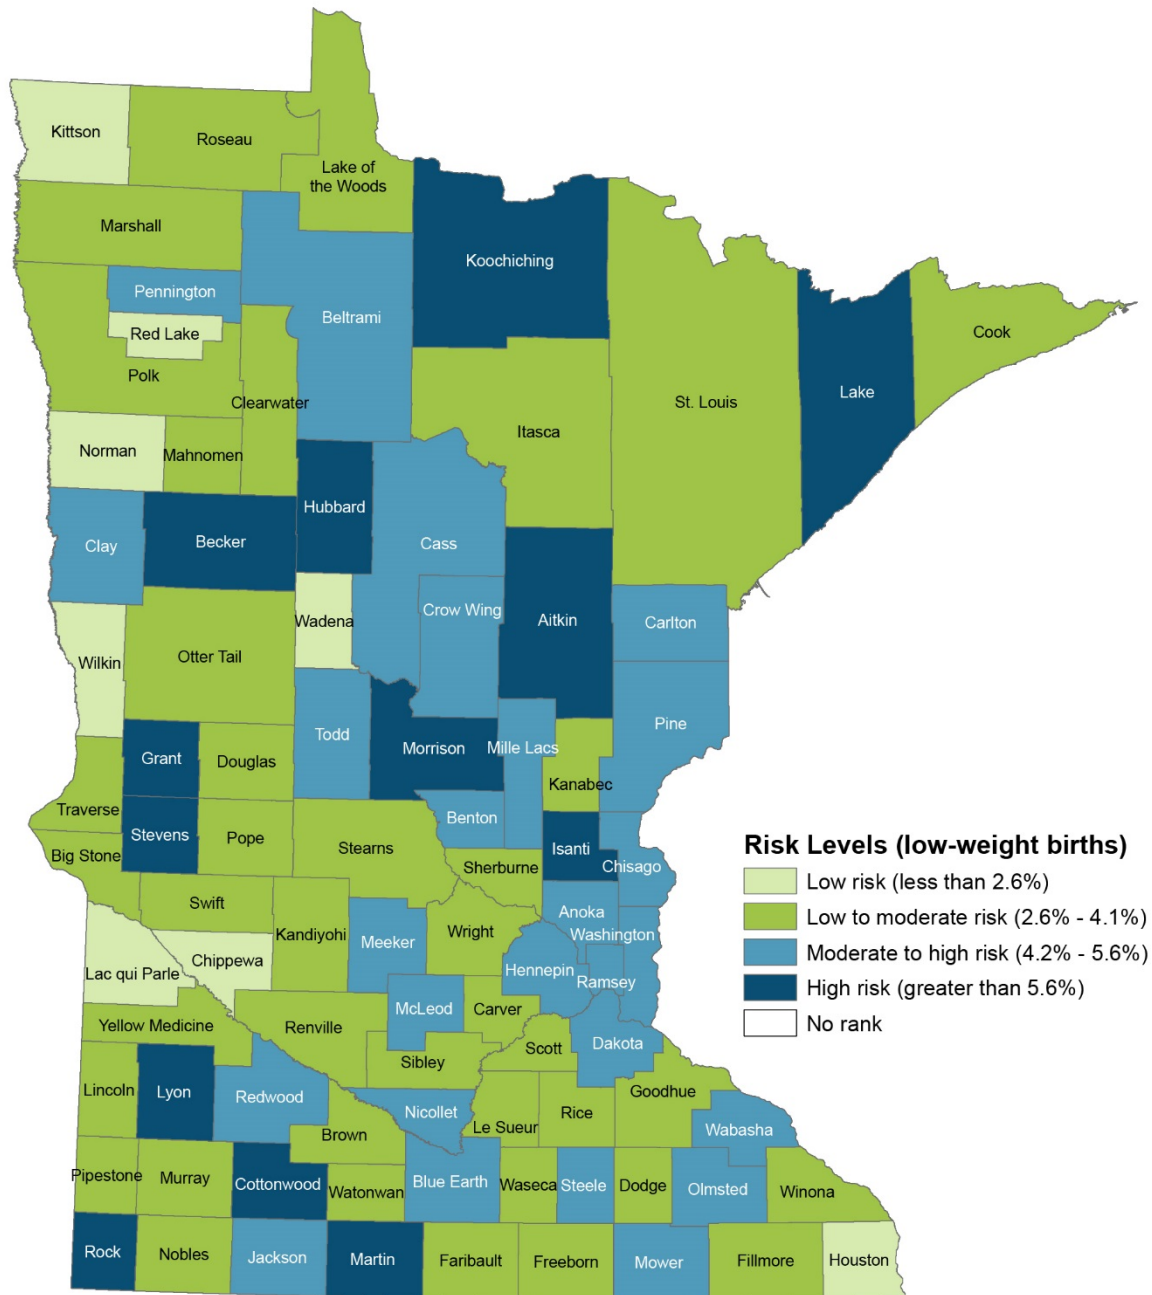 Kittson
Roseau
Lake of
the Woods
Marshall
Koochiching
Pennington
Beltrami
Red Lake
Cook
Polk
Lake
Clearwater
St. Louis
Itasca
Norman
Mahnomen
Hubbard
Becker
Clay
Cass
Crow Wing
Wadena
Aitkin
Carlton
Otter Tail
Wilkin
Pine
Todd
Morrison
Mille Lacs
Grant
Douglas
Kanabec
Traverse
Benton
Stevens
Pope
Stearns
Isanti
Big Stone
Sherburne
Chisago
Swift
Anoka
Kandiyohi
Wright
Washington
Meeker
Chippewa
Hennepin
Lac qui Parle
Ramsey
McLeod
Carver
Yellow Medicine
Renville
Scott
Dakota
Sibley
Lincoln
Lyon
Redwood
Goodhue
Nicollet
Rice
Le Sueur
Brown
Wabasha
Pipestone
Murray
Cottonwood
Watonwan
Blue Earth
Waseca
Steele
Dodge
Olmsted
Winona
Rock
Nobles
Jackson
Martin
Faribault
Freeborn
Mower
Fillmore
Houston
Risk Levels (low-weight births)
Low risk (less than 2.6%)
Low to moderate risk (2.6% - 4.1%)
Moderate to high risk (4.2% - 5.6%)
High risk (greater than 5.6%)
No rank